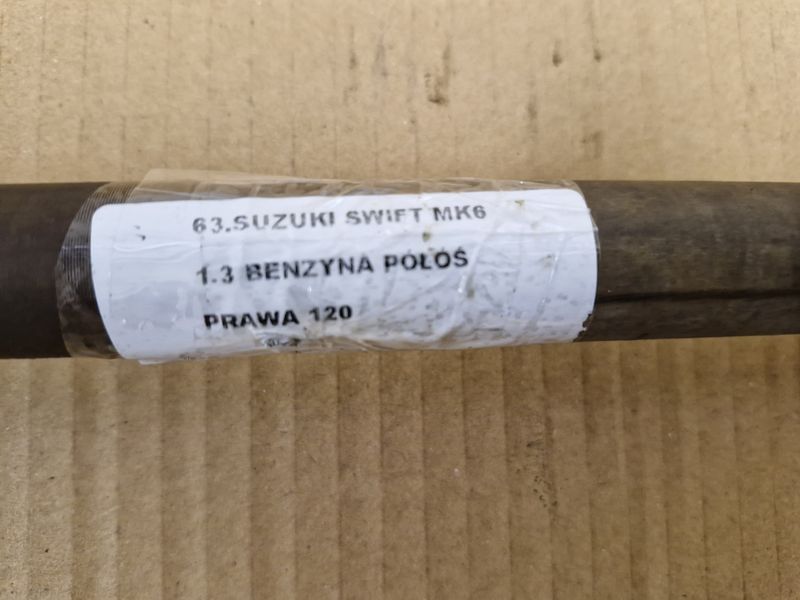 63.SUZUKI SWIFT MK6
1.3 BENZYNA PÓŁOŚ
PRAWA 120